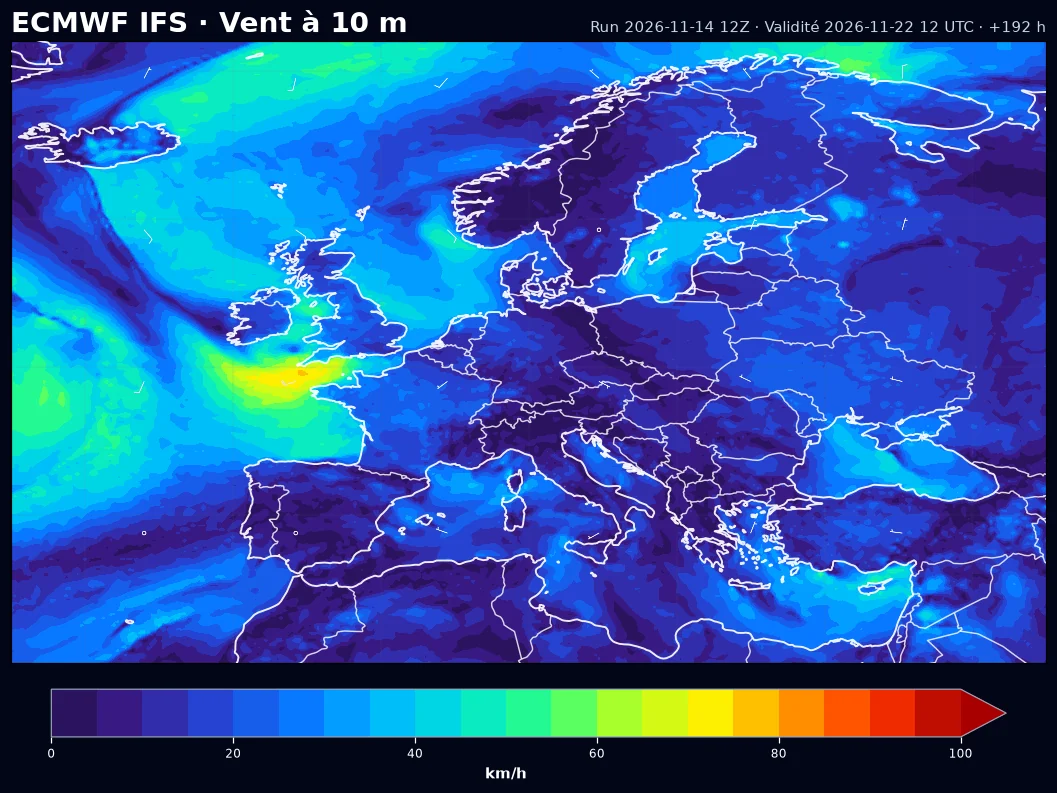 ECMWF IFS · Vent à 10 m
Run 2026-11-14 12Z · Validité 2026-11-22 12 UTC · +192 h
0 20 40 60 80 100
km/h